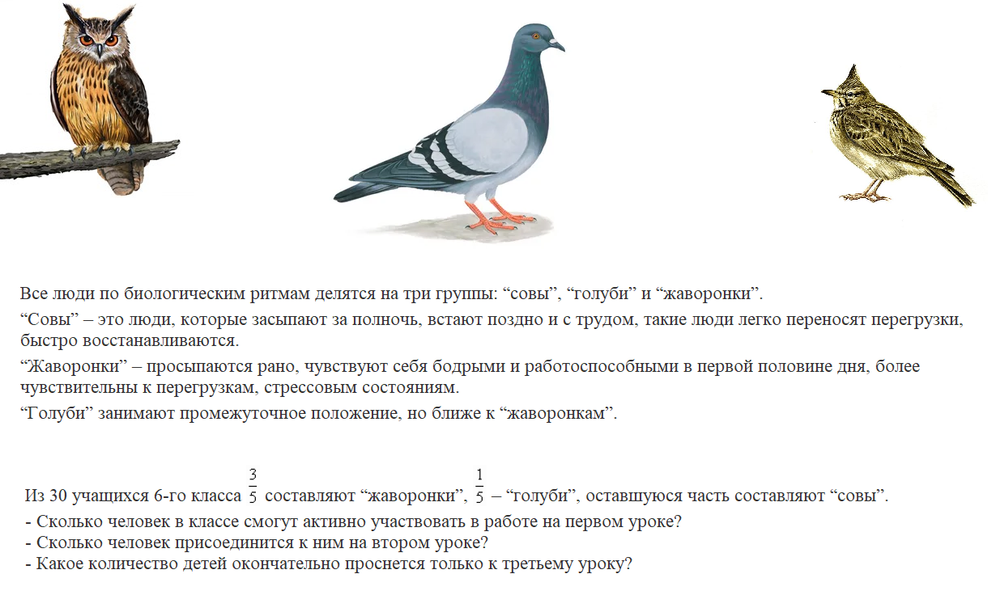 Все люди по биологическим ритмам делятся на три группы: “совы”, “голуби” и “жаворонки”.
“Совы” – это люди, которые засыпают за полночь, встают поздно и с трудом, такие люди легко переносят перегрузки,
быстро восстанавливаются.
“Жаворонки” – просыпаются рано, чувствуют себя бодрыми и работоспособными в первой половине дня, более
чувствительны к перегрузкам, стрессовым состояниям.
“Голуби” занимают промежуточное положение, но ближе к “жаворонкам”.
Из 30 учащихся 6-го класса 3/5 составляют “жаворонки”, 1/5 – “голуби”, оставшуюся часть составляют “совы”.
- Сколько человек в классе смогут активно участвовать в работе на первом уроке?
- Сколько человек присоединится к ним на втором уроке?
- Какое количество детей окончательно проснется только к третьему уроку?